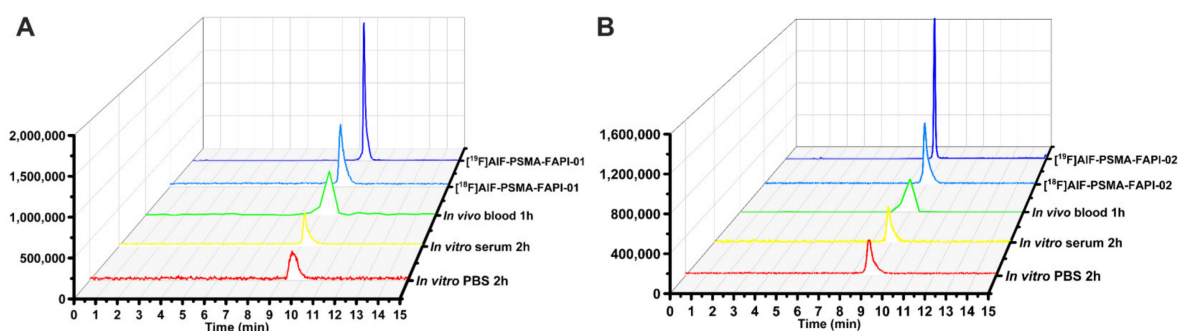 A
2,000,000
1,500,000
1,000,000
500,000
0
0 1 2 3 4 5 6 7 8 9 10 11 12 13 14 15
Time (min)
[¹⁹F]AlF-PSMA-FAPI-01
[¹⁸F]AlF-PSMA-FAPI-01
In vivo blood 1h
In vitro serum 2h
In vitro PBS 2h
B
1,600,000
1,200,000
800,000
400,000
0
0 1 2 3 4 5 6 7 8 9 10 11 12 13 14 15
Time (min)
[¹⁹F]AlF-PSMA-FAPI-02
[¹⁸F]AlF-PSMA-FAPI-02
In vivo blood 1h
In vitro serum 2h
In vitro PBS 2h